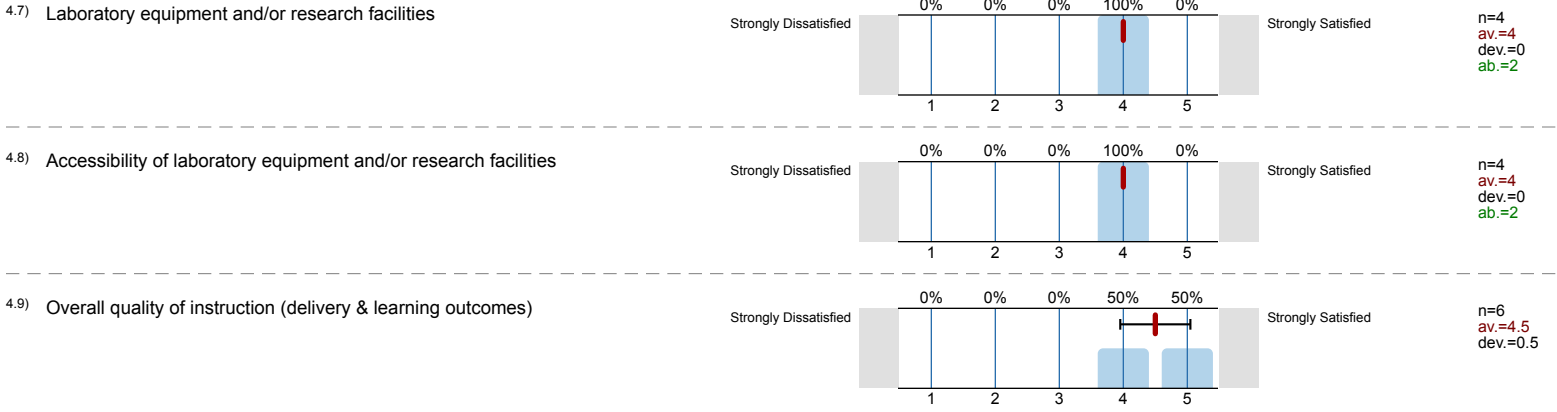 4.7) Laboratory equipment and/or research facilities
0% 0% 0% 100% 0%
Strongly Dissatisfied
Strongly Satisfied
n=4
av.=4
dev.=0
ab.=2
1 2 3 4 5
4.8) Accessibility of laboratory equipment and/or research facilities
0% 0% 0% 100% 0%
Strongly Dissatisfied
Strongly Satisfied
n=4
av.=4
dev.=0
ab.=2
1 2 3 4 5
4.9) Overall quality of instruction (delivery & learning outcomes)
0% 0% 0% 50% 50%
Strongly Dissatisfied
Strongly Satisfied
n=6
av.=4.5
dev.=0.5
1 2 3 4 5